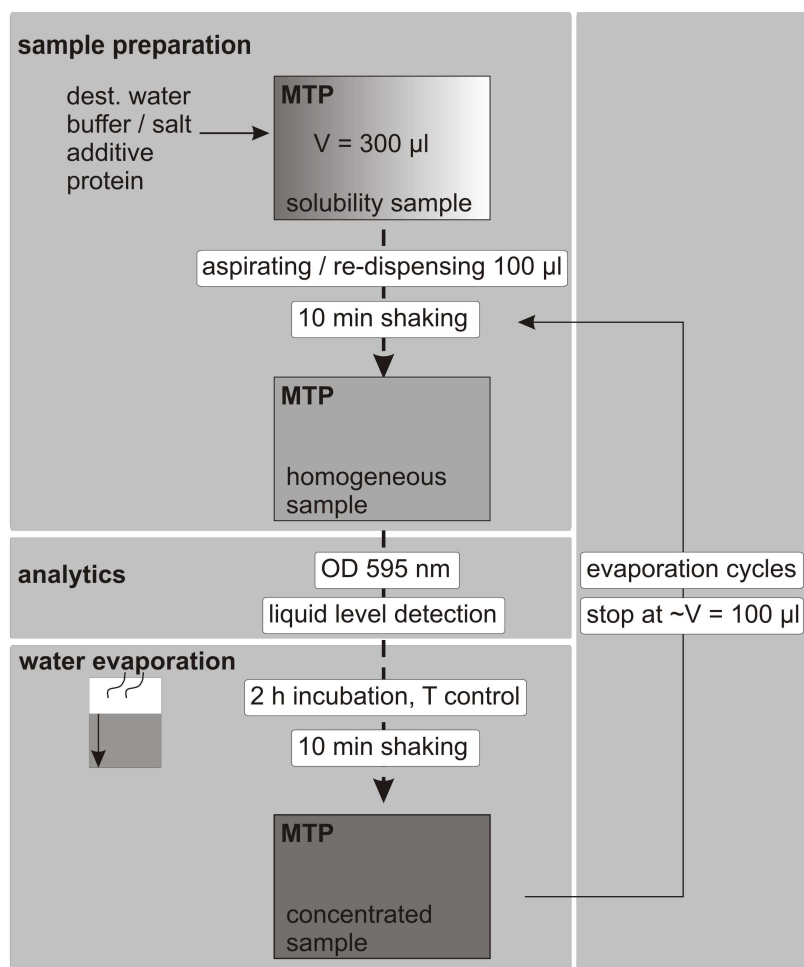 sample preparation
dest. water
buffer / salt
additive
protein
MTP
V = 300 µl
solubility sample
aspirating / re-dispensing 100 µl
10 min shaking
MTP
homogeneous
sample
analytics
OD 595 nm
liquid level detection
evaporation cycles
stop at ~V = 100 µl
water evaporation
2 h incubation, T control
10 min shaking
MTP
concentrated
sample